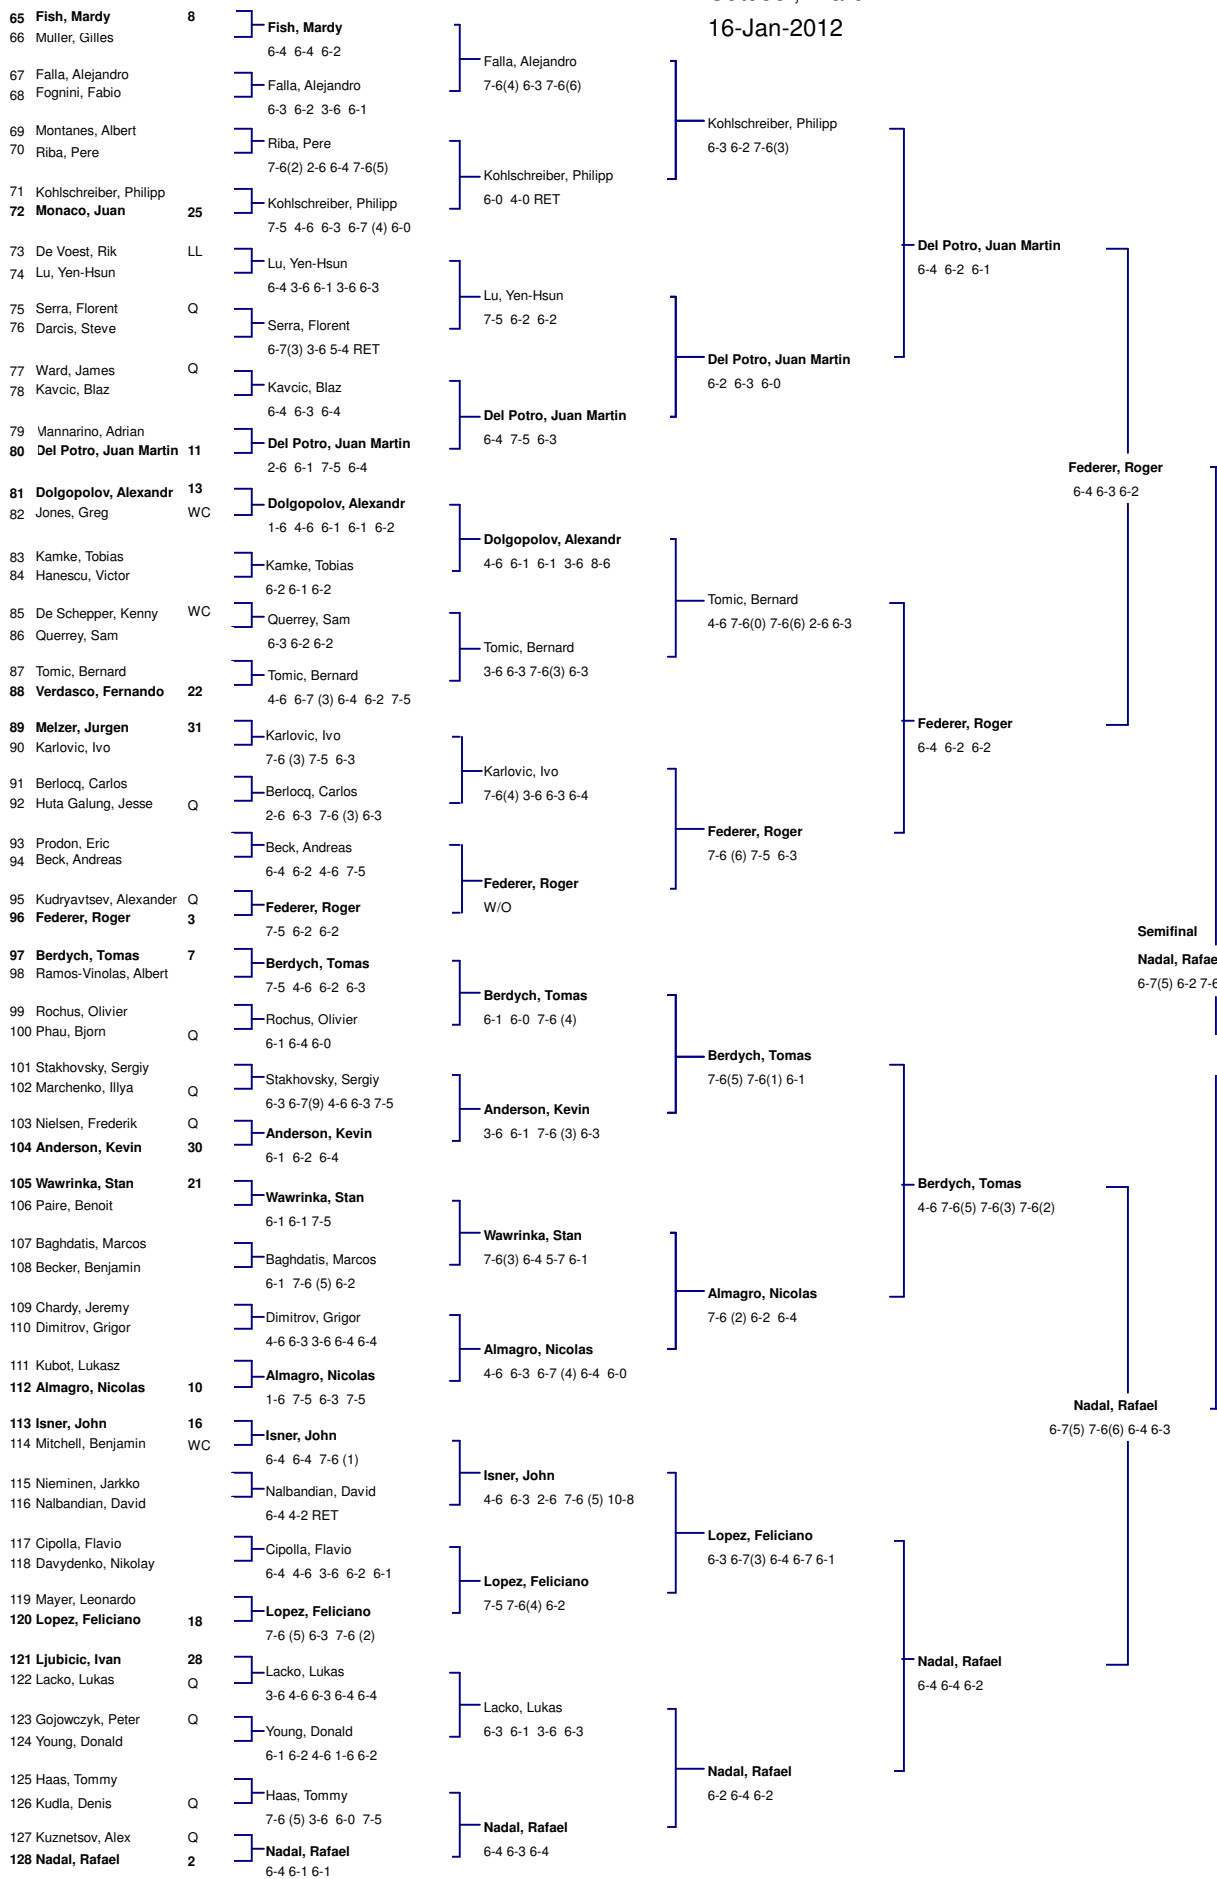 16-Jan-2012
65 Fish, Mardy 8
66 Muller, Gilles
67 Falla, Alejandro
68 Fognini, Fabio
69 Montanes, Albert
70 Riba, Pere
71 Kohlschreiber, Philipp
72 Monaco, Juan 25
73 De Voest, Rik LL
74 Lu, Yen-Hsun
75 Serra, Florent Q
76 Darcis, Steve
77 Ward, James Q
78 Kavcic, Blaz
79 Mannarino, Adrian
80 Del Potro, Juan Martin 11
81 Dolgopolov, Alexandr 13
82 Jones, Greg WC
83 Kamke, Tobias
84 Hanescu, Victor
85 De Schepper, Kenny WC
86 Querrey, Sam
87 Tomic, Bernard
88 Verdasco, Fernando 22
89 Melzer, Jurgen 31
90 Karlovic, Ivo
91 Berlocq, Carlos
92 Huta Galung, Jesse Q
93 Prodon, Eric
94 Beck, Andreas
95 Kudryavtsev, Alexander Q
96 Federer, Roger 3
97 Berdych, Tomas 7
98 Ramos-Vinolas, Albert
99 Rochus, Olivier
100 Phau, Bjorn Q
101 Stakhovsky, Sergiy
102 Marchenko, Illya Q
103 Nielsen, Frederik Q
104 Anderson, Kevin 30
105 Wawrinka, Stan 21
106 Paire, Benoit
107 Baghdatis, Marcos
108 Becker, Benjamin
109 Chardy, Jeremy
110 Dimitrov, Grigor
111 Kubot, Lukasz
112 Almagro, Nicolas 10
113 Isner, John 16
114 Mitchell, Benjamin WC
115 Nieminen, Jarkko
116 Nalbandian, David
117 Cipolla, Flavio
118 Davydenko, Nikolay
119 Mayer, Leonardo
120 Lopez, Feliciano 18
121 Ljubicic, Ivan 28
122 Lacko, Lukas Q
123 Gojowczyk, Peter Q
124 Young, Donald
125 Haas, Tommy
126 Kudla, Denis Q
127 Kuznetsov, Alex Q
128 Nadal, Rafael 2
Fish, Mardy
6-4 6-4 6-2
Falla, Alejandro
6-3 6-2 3-6 6-1
Riba, Pere
7-6(2) 2-6 6-4 7-6(5)
Kohlschreiber, Philipp
7-5 4-6 6-3 6-7 (4) 6-0
Lu, Yen-Hsun
6-4 3-6 6-1 3-6 6-3
Serra, Florent
6-7(3) 3-6 5-4 RET
Kavcic, Blaz
6-4 6-3 6-4
Del Potro, Juan Martin
2-6 6-1 7-5 6-4
Dolgopolov, Alexandr
1-6 4-6 6-1 6-1 6-2
Kamke, Tobias
6-2 6-1 6-2
Querrey, Sam
6-3 6-2 6-2
Tomic, Bernard
4-6 6-7 (3) 6-4 6-2 7-5
Karlovic, Ivo
7-6 (3) 7-5 6-3
Berlocq, Carlos
2-6 6-3 7-6 (3) 6-3
Beck, Andreas
6-4 6-2 4-6 7-5
Federer, Roger
7-5 6-2 6-2
Berdych, Tomas
7-5 4-6 6-2 6-3
Rochus, Olivier
6-1 6-4 6-0
Stakhovsky, Sergiy
6-3 6-7(9) 4-6 6-3 7-5
Anderson, Kevin
6-1 6-2 6-4
Wawrinka, Stan
6-1 6-1 7-5
Baghdatis, Marcos
6-1 7-6 (5) 6-2
Dimitrov, Grigor
4-6 6-3 3-6 6-4 6-4
Almagro, Nicolas
1-6 7-5 6-3 7-5
Isner, John
6-4 6-4 7-6 (1)
Nalbandian, David
6-4 4-2 RET
Cipolla, Flavio
6-4 4-6 3-6 6-2 6-1
Lopez, Feliciano
7-6 (5) 6-3 7-6 (2)
Lacko, Lukas
3-6 4-6 6-3 6-4 6-4
Young, Donald
6-1 6-2 4-6 1-6 6-2
Haas, Tommy
7-6 (5) 3-6 6-0 7-5
Nadal, Rafael
6-4 6-1 6-1
Falla, Alejandro
7-6(4) 6-3 7-6(6)
Kohlschreiber, Philipp
6-0 4-0 RET
Lu, Yen-Hsun
7-5 6-2 6-2
Del Potro, Juan Martin
6-4 7-5 6-3
Dolgopolov, Alexandr
4-6 6-1 6-1 3-6 8-6
Tomic, Bernard
3-6 6-3 7-6(3) 6-3
Karlovic, Ivo
7-6(4) 3-6 6-3 6-4
Federer, Roger
W/O
Berdych, Tomas
6-1 6-0 7-6 (4)
Anderson, Kevin
3-6 6-1 7-6 (3) 6-3
Wawrinka, Stan
7-6(3) 6-4 5-7 6-1
Almagro, Nicolas
4-6 6-3 6-7 (4) 6-4 6-0
Isner, John
4-6 6-3 2-6 7-6 (5) 10-8
Lopez, Feliciano
7-5 7-6(4) 6-2
Lacko, Lukas
6-3 6-1 3-6 6-3
Nadal, Rafael
6-4 6-3 6-4
Kohlschreiber, Philipp
6-3 6-2 7-6(3)
Del Potro, Juan Martin
6-2 6-3 6-0
Tomic, Bernard
4-6 7-6(0) 7-6(6) 2-6 6-3
Federer, Roger
7-6 (6) 7-5 6-3
Berdych, Tomas
7-6(5) 7-6(1) 6-1
Almagro, Nicolas
7-6 (2) 6-2 6-4
Lopez, Feliciano
6-3 6-7(3) 6-4 6-7 6-1
Nadal, Rafael
6-2 6-4 6-2
Del Potro, Juan Martin
6-4 6-2 6-1
Federer, Roger
6-4 6-2 6-2
Berdych, Tomas
4-6 7-6(5) 7-6(3) 7-6(2)
Nadal, Rafael
6-4 6-4 6-2
Federer, Roger
6-4 6-3 6-2
Nadal, Rafael
6-7(5) 7-6(6) 6-4 6-3
Semifinal
Nadal, Rafae
6-7(5) 6-2 7-6